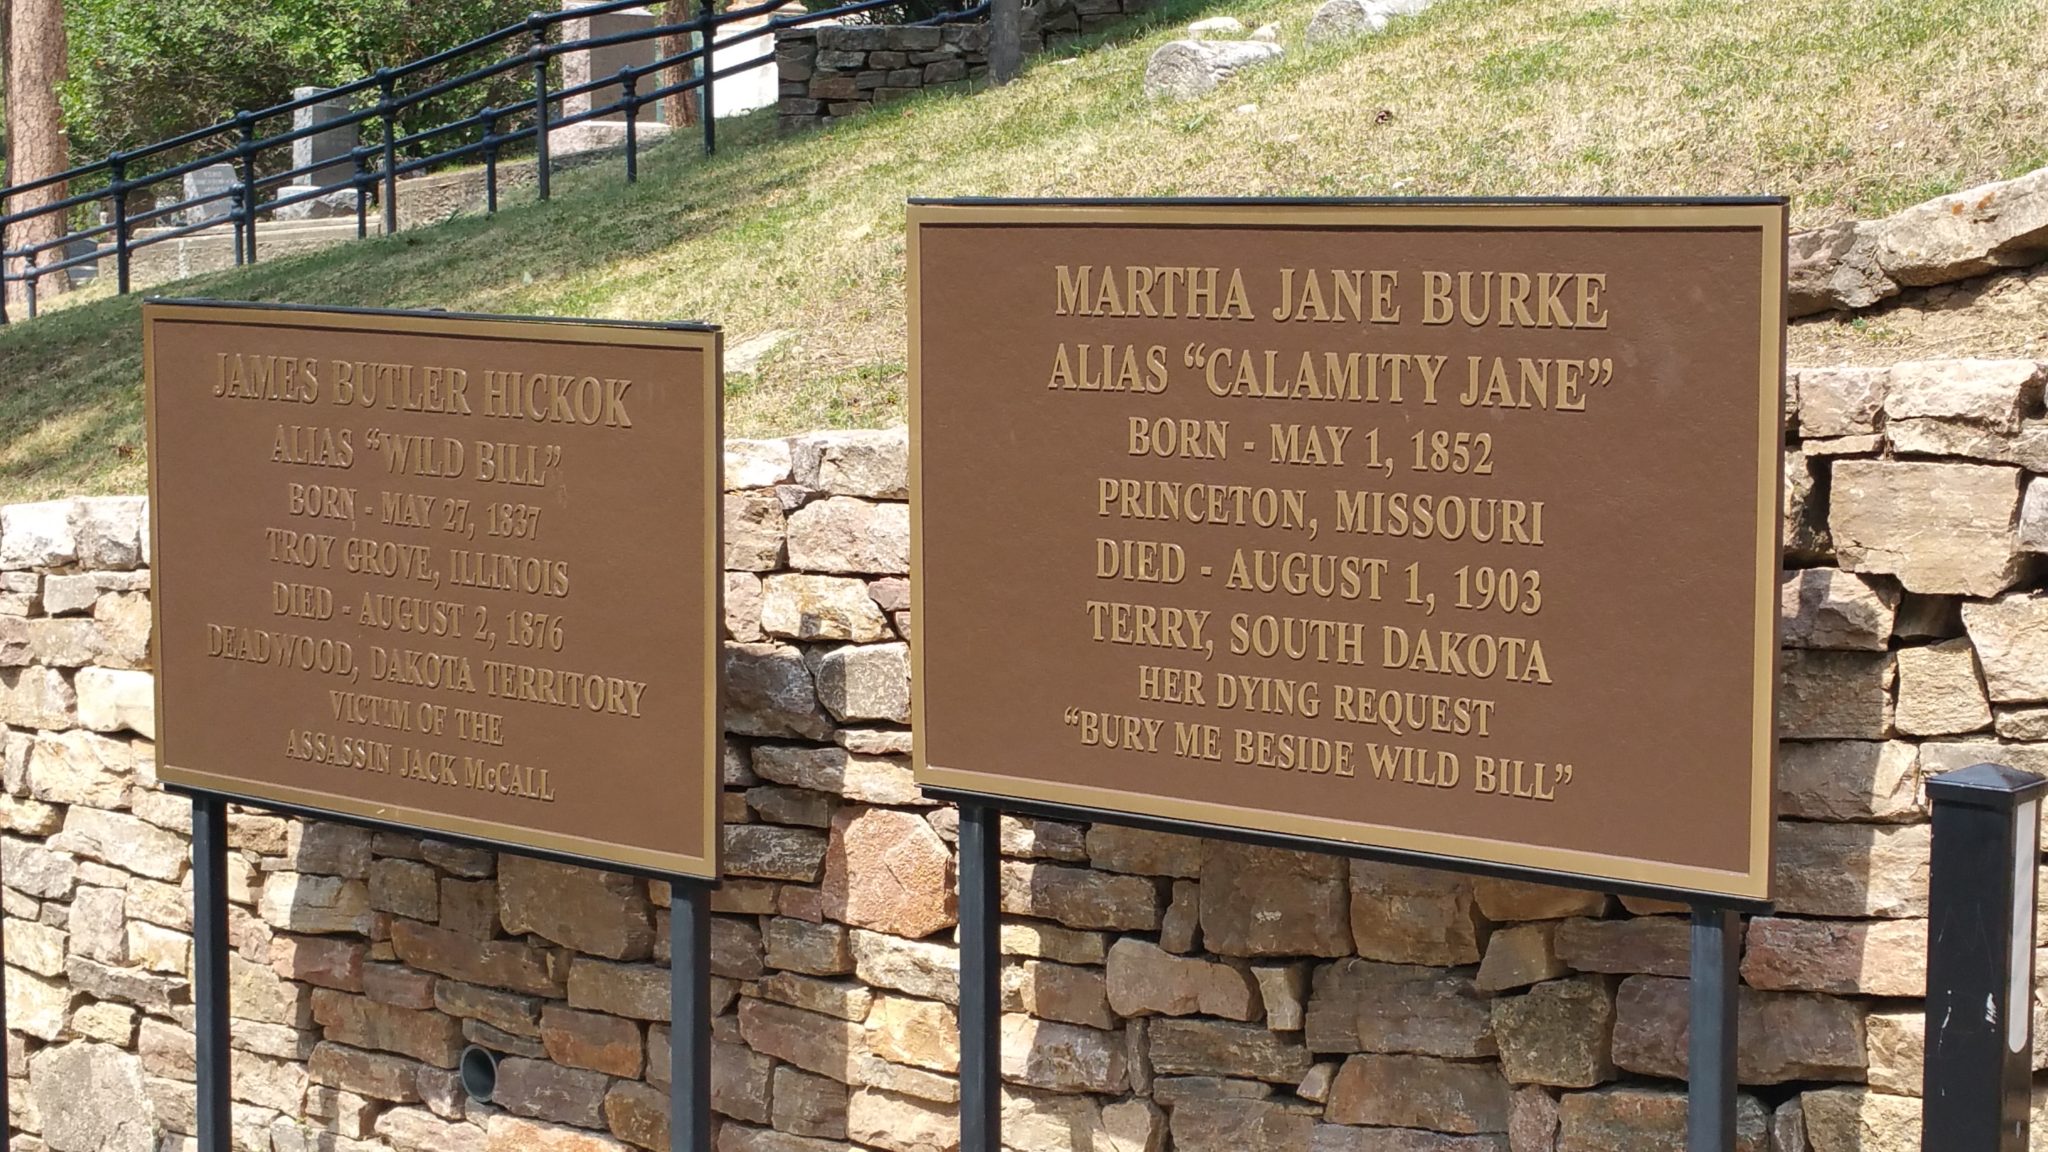 JAMES BUTLER HICKOK
ALIAS “WILD BILL”
BORN - MAY 27, 1837
TROY GROVE, ILLINOIS
DIED - AUGUST 2, 1876
DEADWOOD, DAKOTA TERRITORY
VICTIM OF THE
ASSASSIN JACK McCALL
MARTHA JANE BURKE
ALIAS “CALAMITY JANE”
BORN - MAY 1, 1852
PRINCETON, MISSOURI
DIED - AUGUST 1, 1903
TERRY, SOUTH DAKOTA
HER DYING REQUEST
“BURY ME BESIDE WILD BILL”